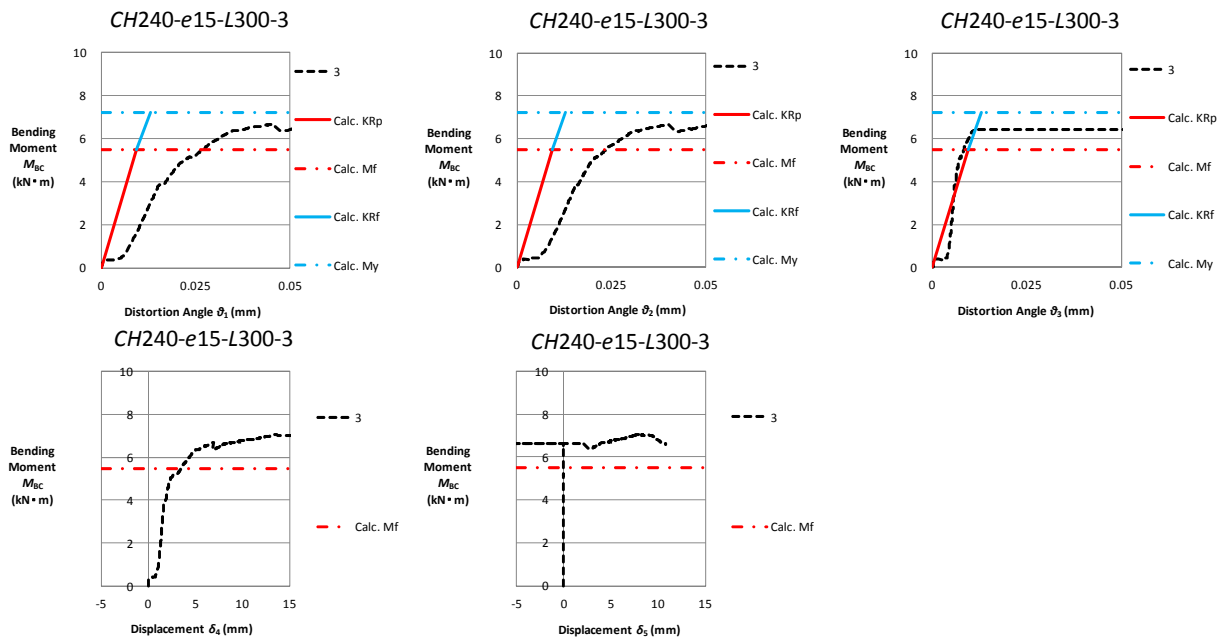 CH240-e15-L300-3
10
8
6
4
2
0
0
0.025
0.05
Bending
Moment
MBC
(kN・m)
Distortion Angle ϑ1 (mm)
3
Calc. KRp
Calc. Mf
Calc. KRf
Calc. My
CH240-e15-L300-3
10
8
6
4
2
0
0
0.025
0.05
Bending
Moment
MBC
(kN・m)
Distortion Angle ϑ2 (mm)
3
Calc. KRp
Calc. Mf
Calc. KRf
Calc. My
CH240-e15-L300-3
10
8
6
4
2
0
0
0.025
0.05
Bending
Moment
MBC
(kN・m)
Distortion Angle ϑ3 (mm)
3
Calc. KRp
Calc. Mf
Calc. KRf
Calc. My
CH240-e15-L300-3
10
8
6
4
2
0
-5
0
5
10
15
Bending
Moment
MBC
(kN・m)
Displacement δ4 (mm)
3
Calc. Mf
CH240-e15-L300-3
10
8
6
4
2
0
-5
0
5
10
15
Bending
Moment
MBC
(kN・m)
Displacement δ5 (mm)
3
Calc. Mf